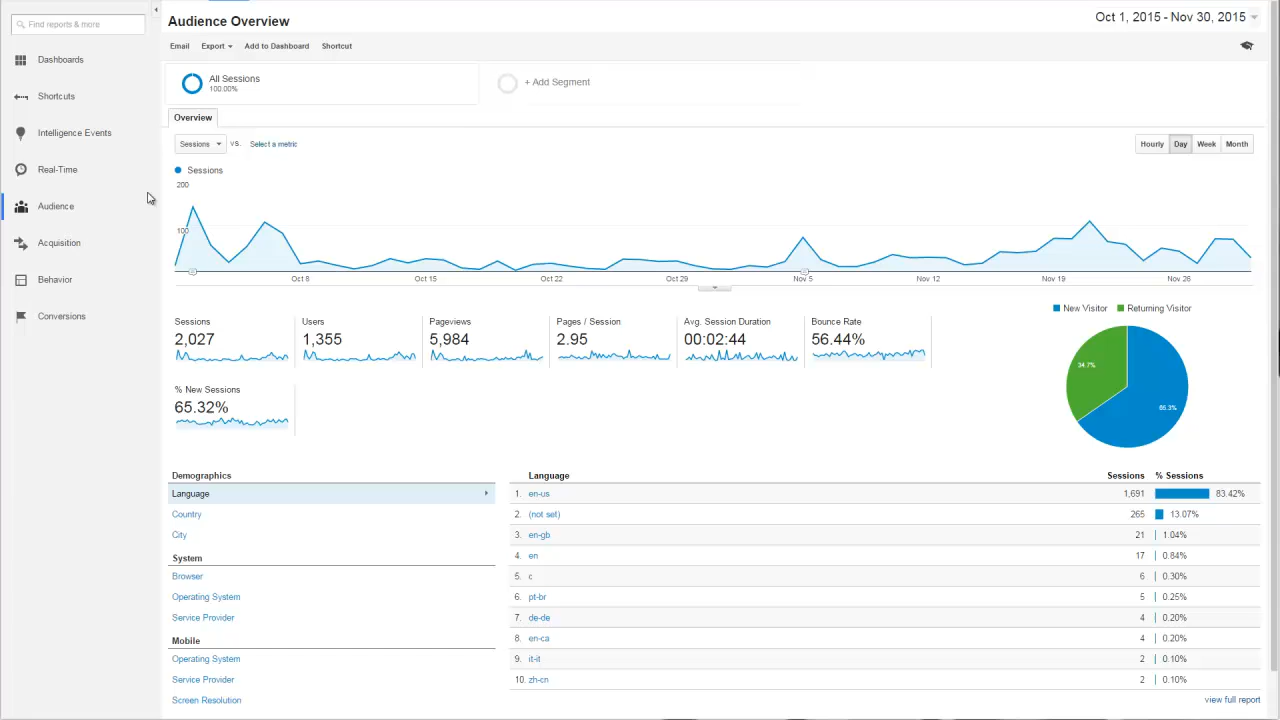 Find reports & more
Dashboards
Shortcuts
Intelligence Events
Real-Time
Audience
Acquisition
Behavior
Conversions
Audience Overview
Oct 1, 2015 - Nov 30, 2015
Email Export Add to Dashboard Shortcut
All Sessions
100.00%
+ Add Segment
Overview
Sessions vs. Select a metric
Hourly Day Week Month
Sessions
200
100
Oct 8 Oct 15 Oct 22 Oct 29 Nov 5 Nov 12 Nov 19 Nov 26
New Visitor Returning Visitor
Sessions Users Pageviews Pages / Session Avg. Session Duration Bounce Rate
2,027 1,355 5,984 2.95 00:02:44 56.44%
34.7%
65.3%
% New Sessions
65.32%
Demographics
Language
Country
City
System
Browser
Operating System
Service Provider
Mobile
Operating System
Service Provider
Screen Resolution
Language Sessions % Sessions
1. en-us 1,691 83.42%
2. (not set) 265 13.07%
3. en-gb 21 1.04%
4. en 17 0.84%
5. c 6 0.30%
6. pt-br 5 0.25%
7. de-de 4 0.20%
8. en-ca 4 0.20%
9. it-it 2 0.10%
10. zh-cn 2 0.10%
view full report